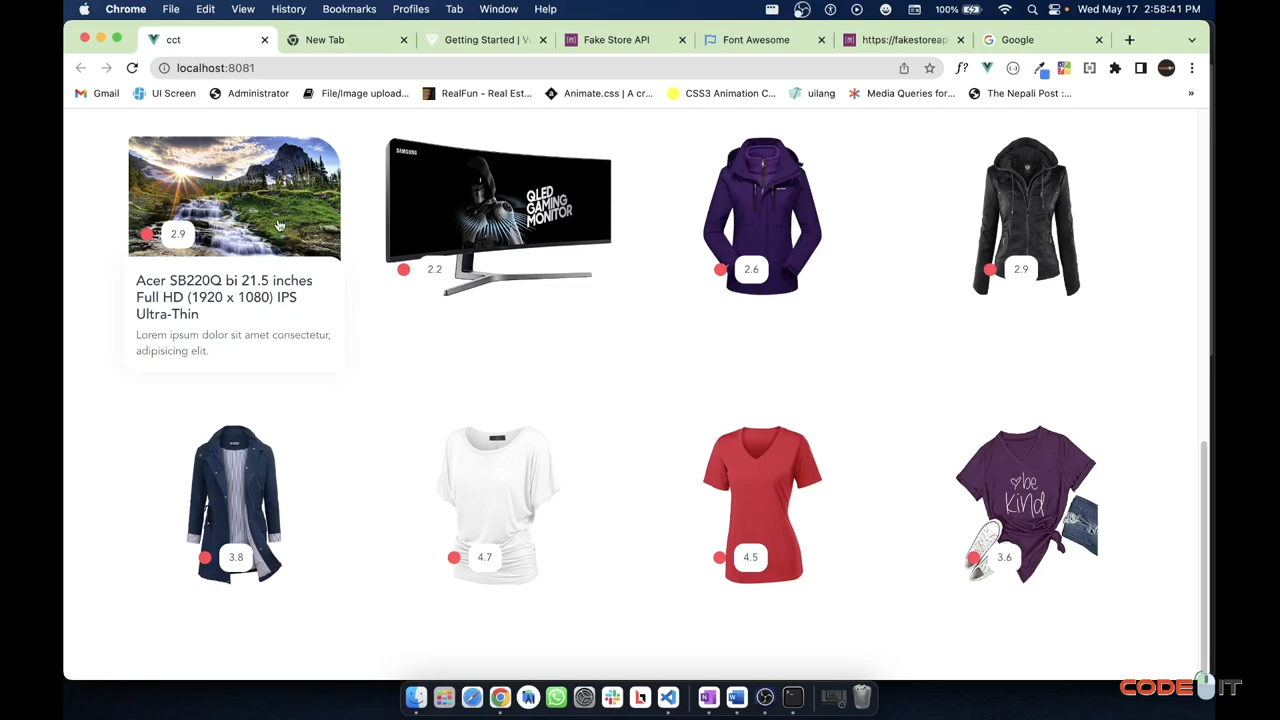 Chrome File Edit View History Bookmarks Profiles Tab Window Help 100% Wed May 17 2:58:41 PM
cct New Tab Getting Started | Vu Fake Store API Font Awesome https://fakestoreap Google
localhost:8081 f?
Gmail UI Screen Administrator File/Image upload... RealFun - Real Est... Animate.css | A cr... CSS3 Animation C... uilang Media Queries for... The Nepali Post :... »
SAMSUNG
QLED
GAMING
MONITOR
2.9
2.2
2.6
2.9
Acer SB220Q bi 21.5 inches
Full HD (1920 x 1080) IPS
Ultra-Thin
Lorem ipsum dolor sit amet consectetur,
adipisicing elit.
be
kind
3.8
4.7
4.5
3.6
CODE IT